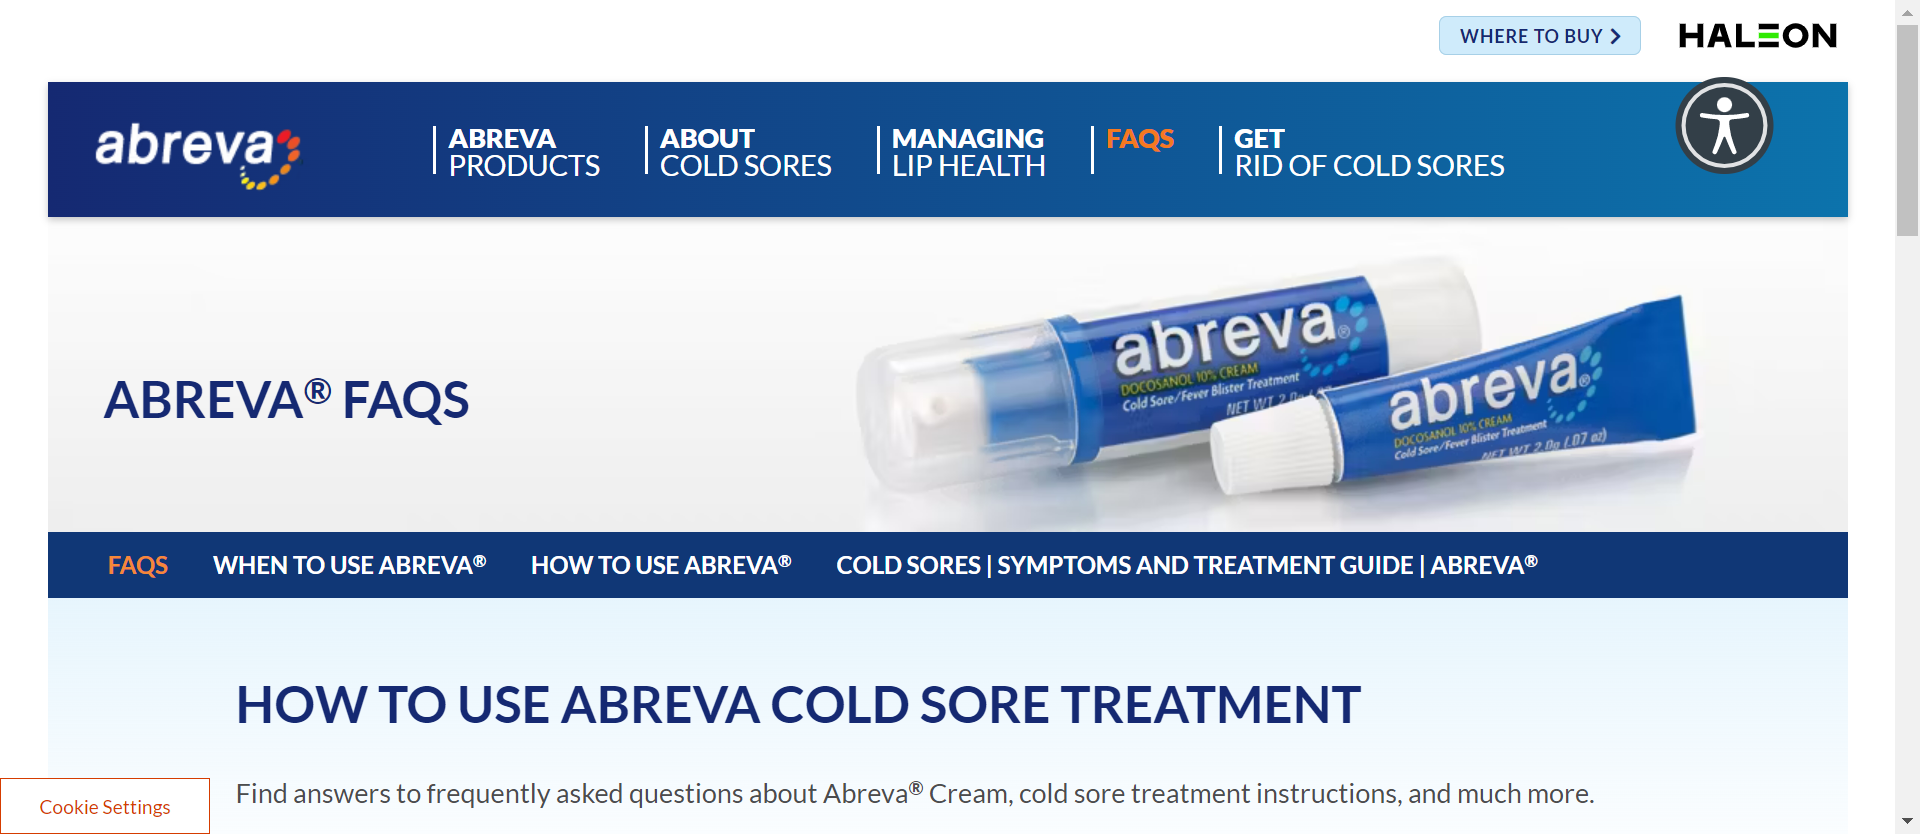 WHERE TO BUY
HALEON
abreva
ABREVA
PRODUCTS
ABOUT
COLD SORES
MANAGING
LIP HEALTH
FAQS
GET
RID OF COLD SORES
ABREVA® FAQS
abreva®
DOCOSANOL 10% CREAM
Cold Sore/Fever Blister Treatment
NET WT 2.0g
abreva®
DOCOSANOL 10% CREAM
Cold Sore/Fever Blister Treatment
NET WT 2.0g (.07 oz)
FAQS
WHEN TO USE ABREVA®
HOW TO USE ABREVA®
COLD SORES | SYMPTOMS AND TREATMENT GUIDE | ABREVA®
HOW TO USE ABREVA COLD SORE TREATMENT
Find answers to frequently asked questions about Abreva® Cream, cold sore treatment instructions, and much more.
Cookie Settings